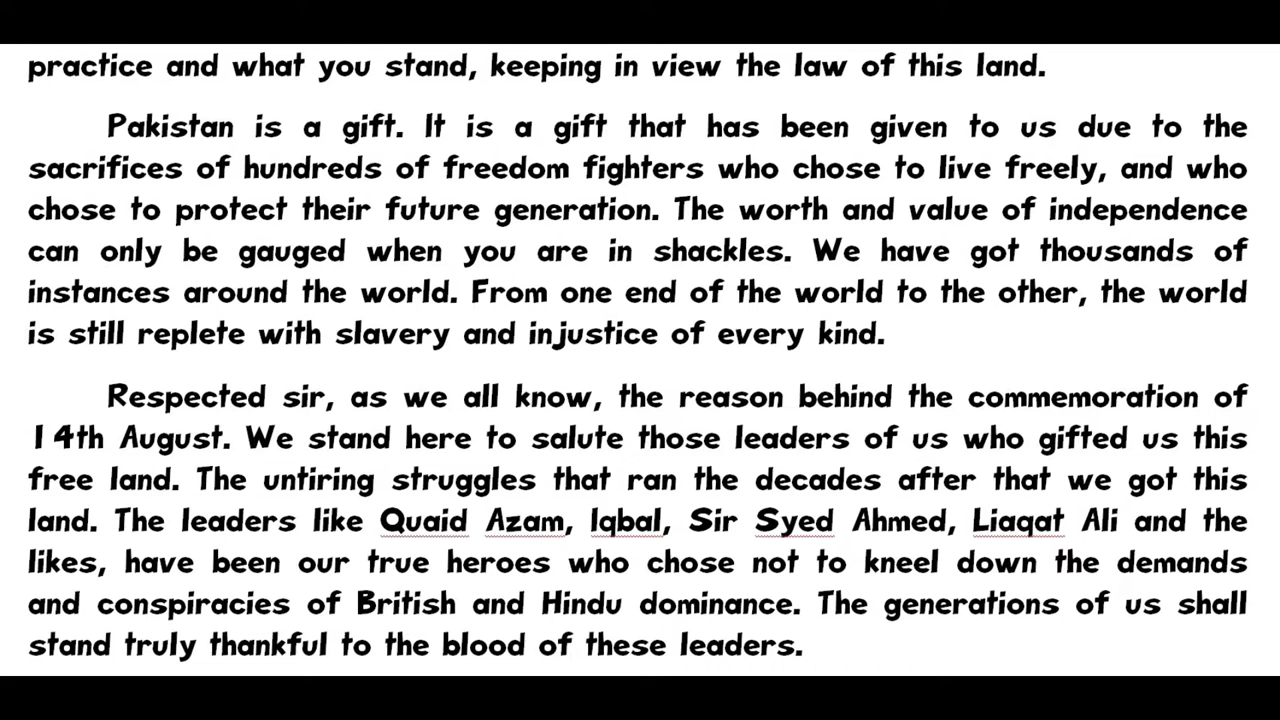 practice and what you stand, keeping in view the law of this land.
Pakistan is a gift. It is a gift that has been given to us due to the
sacrifices of hundreds of freedom fighters who chose to live freely, and who
chose to protect their future generation. The worth and value of independence
can only be gauged when you are in shackles. We have got thousands of
instances around the world. From one end of the world to the other, the world
is still replete with slavery and injustice of every kind.
Respected sir, as we all know, the reason behind the commemoration of
14th August. We stand here to salute those leaders of us who gifted us this
free land. The untiring struggles that ran the decades after that we got this
land. The leaders like Quaid Azam, Iqbal, Sir Syed Ahmed, Liaqat Ali and the
likes, have been our true heroes who chose not to kneel down the demands
and conspiracies of British and Hindu dominance. The generations of us shall
stand truly thankful to the blood of these leaders.